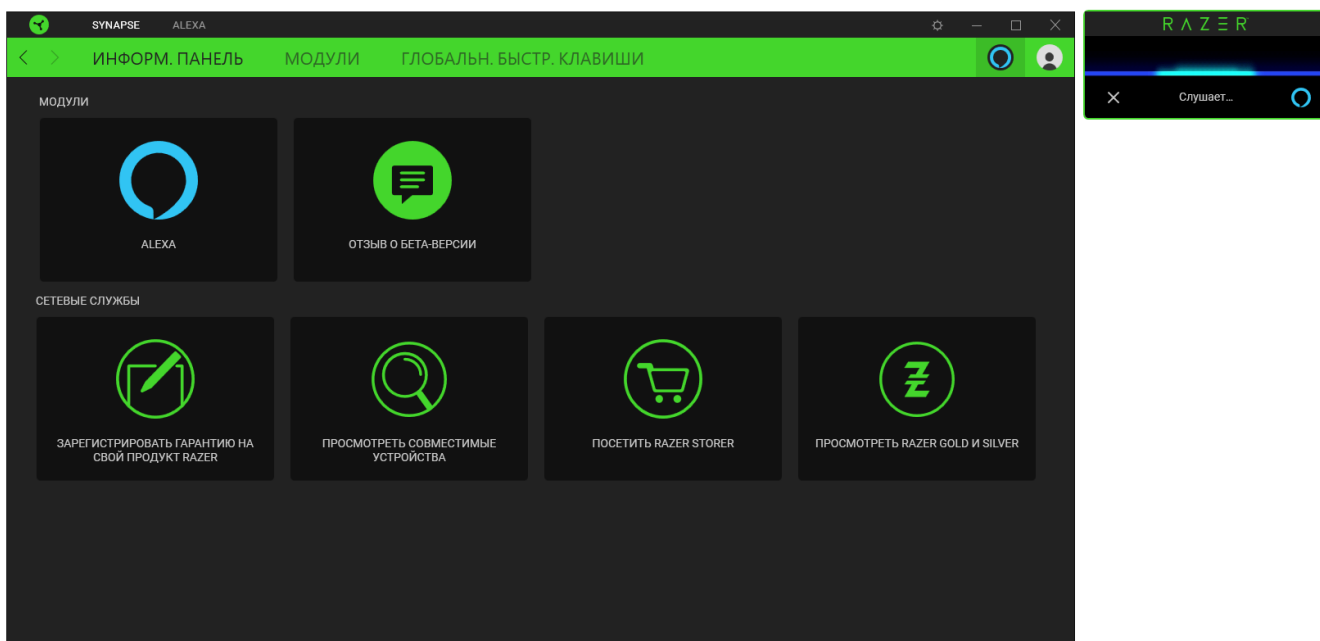 SYNAPSE ALEXA
ИНФОРМ. ПАНЕЛЬ МОДУЛИ ГЛОБАЛЬН. БЫСТР. КЛАВИШИ
RAZER
Слушает...
МОДУЛИ
ALEXA
ОТЗЫВ О БЕТА-ВЕРСИИ
СЕТЕВЫЕ СЛУЖБЫ
ЗАРЕГИСТРИРОВАТЬ ГАРАНТИЮ НА
СВОЙ ПРОДУКТ RAZER
ПРОСМОТРЕТЬ СОВМЕСТИМЫЕ
УСТРОЙСТВА
ПОСЕТИТЬ RAZER STORER
ПРОСМОТРЕТЬ RAZER GOLD И SILVER